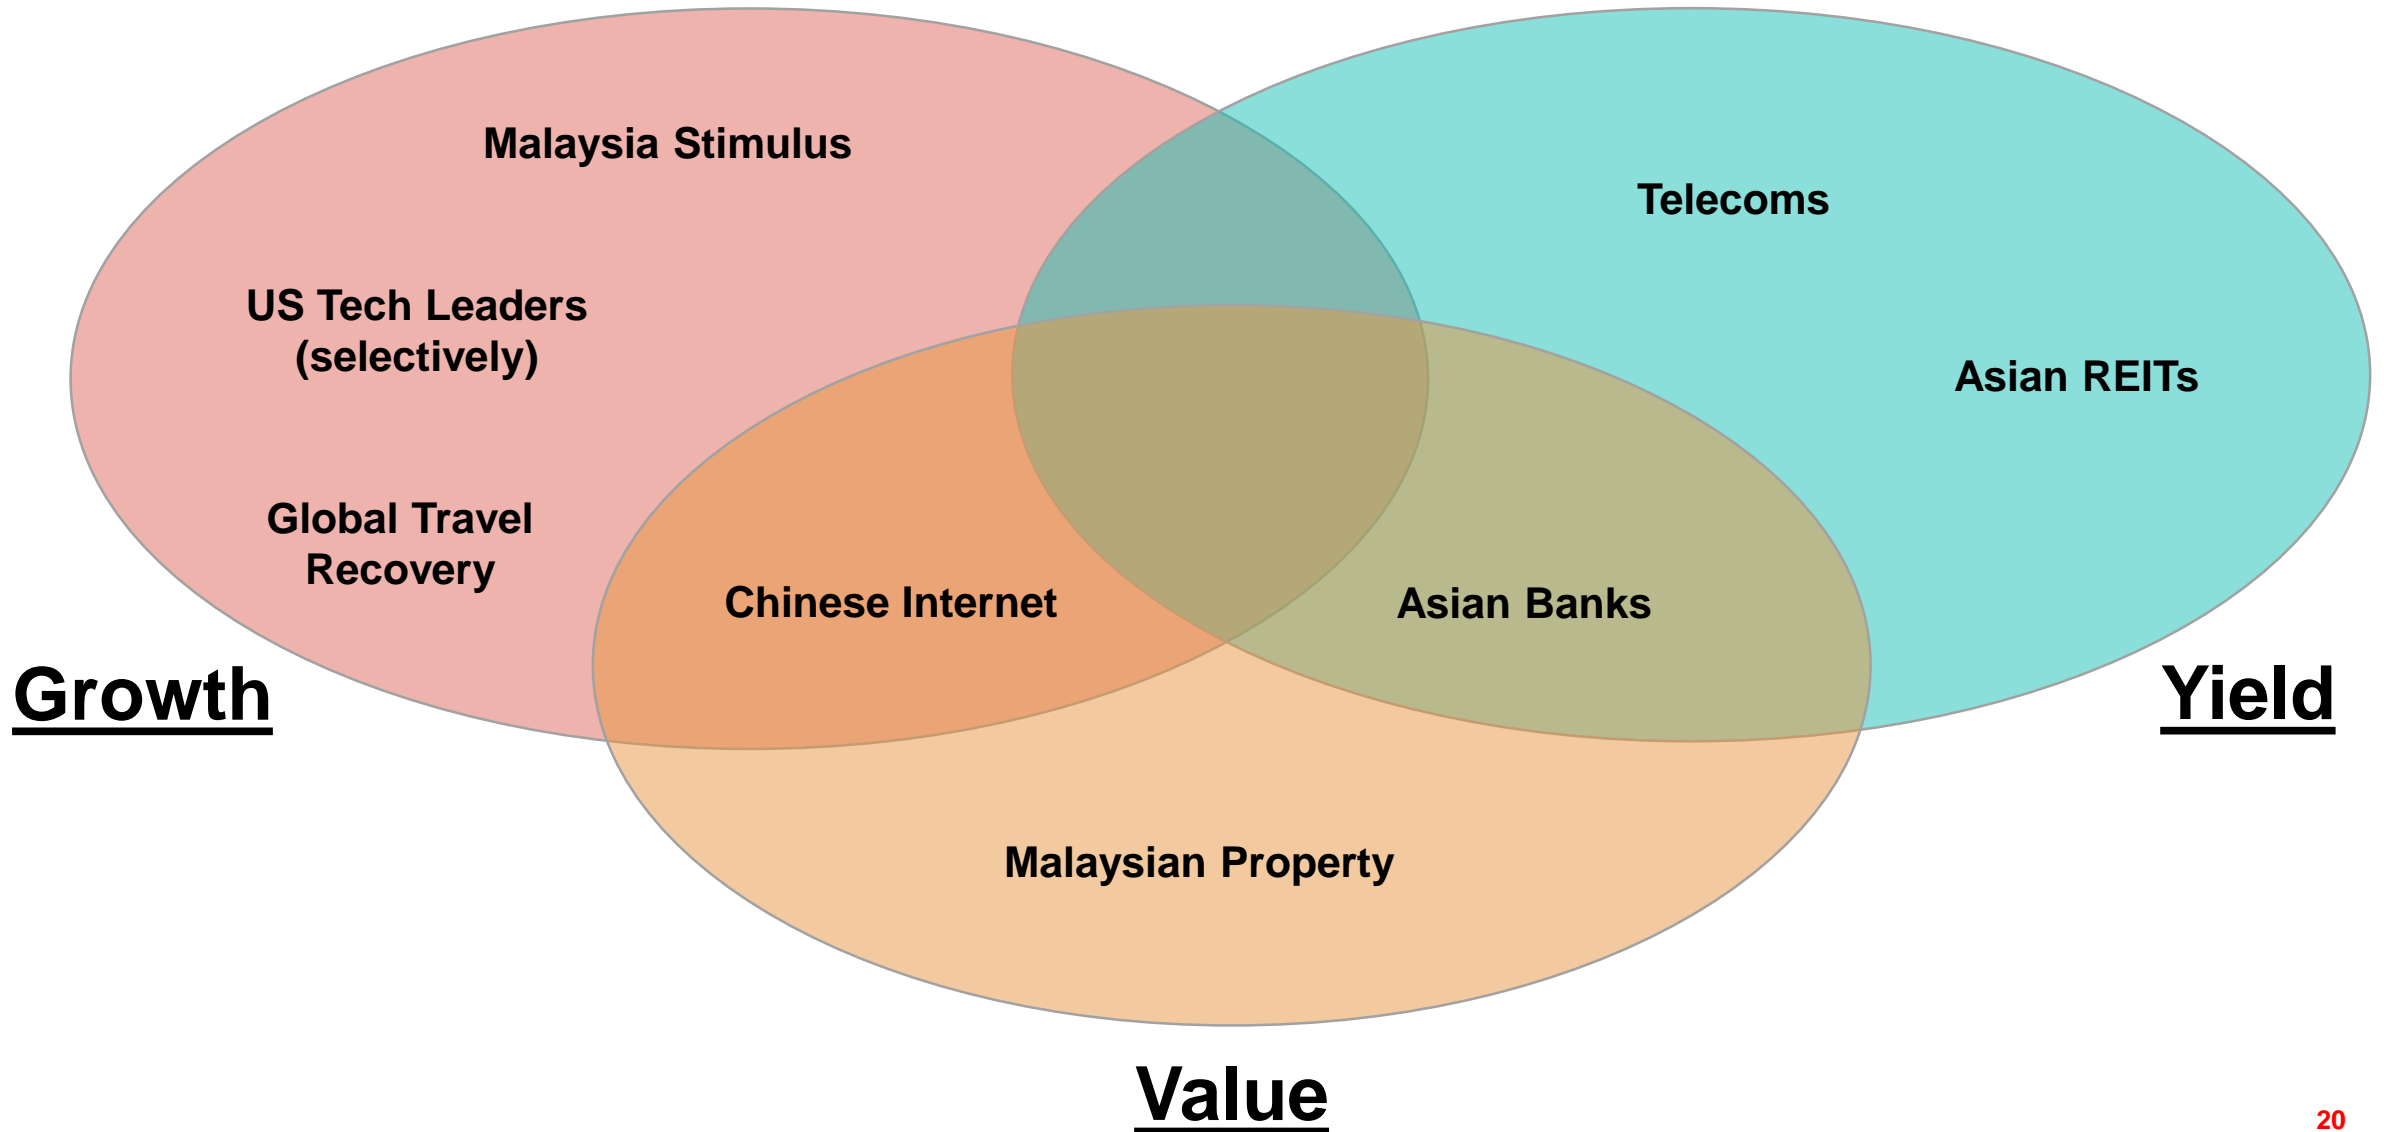 Malaysia Stimulus
Telecoms
US Tech Leaders
(selectively)
Asian REITs
Global Travel
Recovery
Chinese Internet
Asian Banks
Growth
Yield
Malaysian Property
Value
20